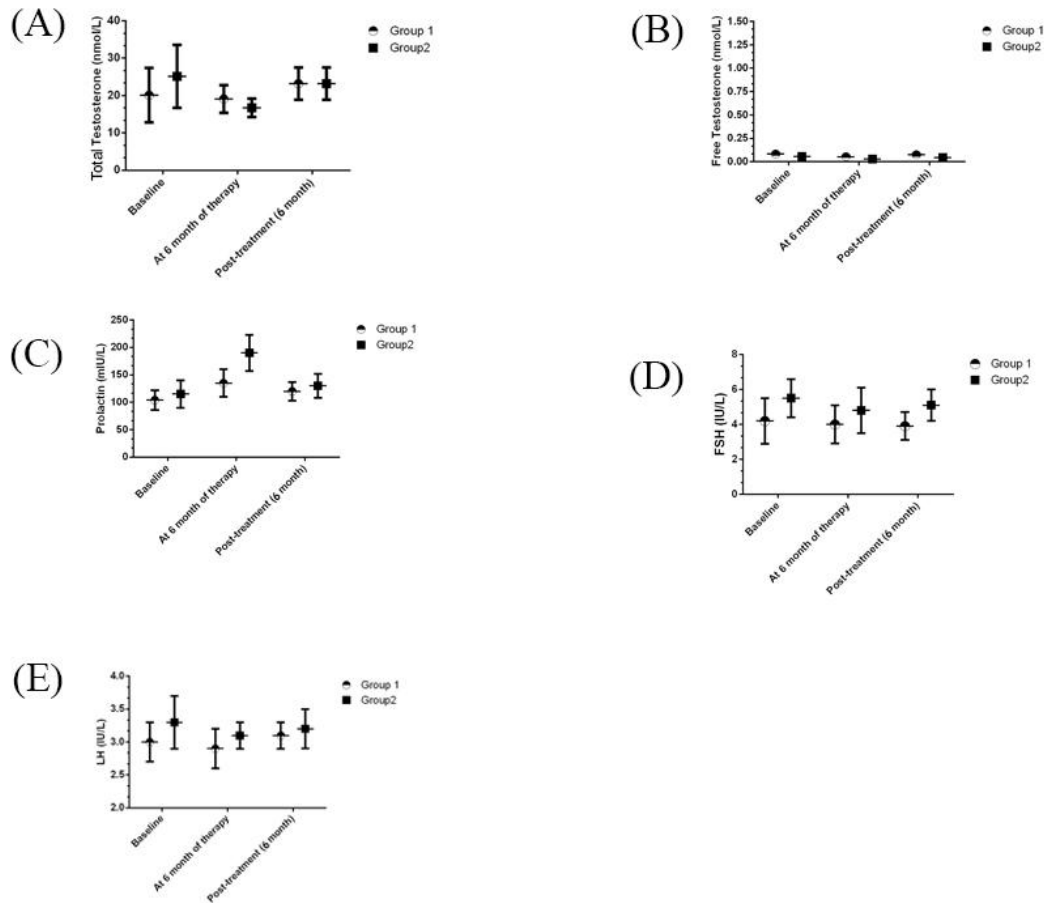 (A)
Total Testosterone (nmol/L)
40
30
20
10
0
Group 1
Group2
Baseline
At 6 month of therapy
Post-treatment (6 month)
(B)
Free Testosterone (nmol/L)
1.50
1.25
1.00
0.75
0.50
0.25
0.00
Group 1
Group2
Baseline
At 6 month of therapy
Post-treatment (6 month)
(C)
Prolactin (mIU/L)
250
200
150
100
50
0
Group 1
Group2
Baseline
At 6 month of therapy
Post-treatment (6 month)
(D)
FSH (IU/L)
8
6
4
2
0
Group 1
Group2
Baseline
At 6 month of therapy
Post-treatment (6 month)
(E)
LH (IU/L)
4.0
3.5
3.0
2.5
2.0
Group 1
Group2
Baseline
At 6 month of therapy
Post-treatment (6 month)